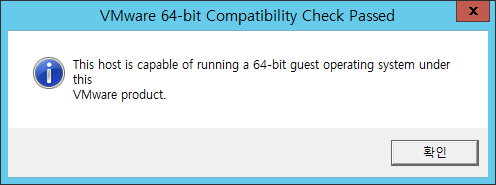 VMware 64-bit Compatibility Check Passed
x
This host is capable of running a 64-bit guest operating system under
this
VMware product.
확인